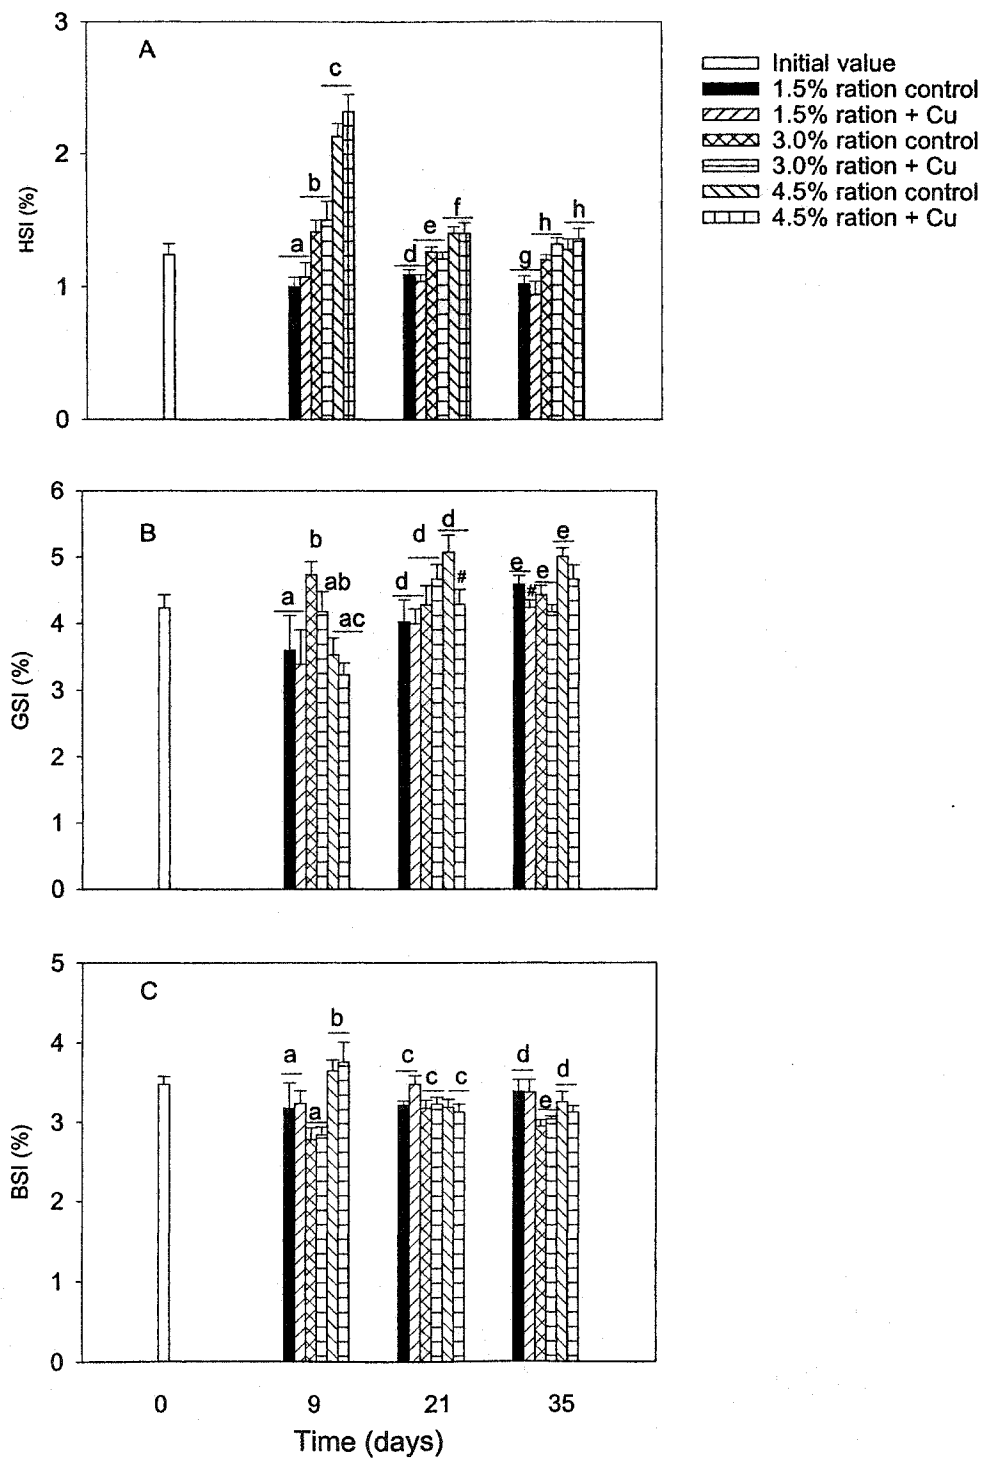 3
A
c
2
b
f
h
h
e
HSI (%)
a
d
g
1
0
Initial value
1.5% ration control
1.5% ration + Cu
3.0% ration control
3.0% ration + Cu
4.5% ration control
4.5% ration + Cu
6
B
d
b
d
e
5
ab
e
e
#
a
d
#
ac
4
GSI (%)
3
2
1
0
5
C
4
b
a
c
d
c
c
d
a
e
3
BSI (%)
2
1
0
0 9 21 35
Time (days)